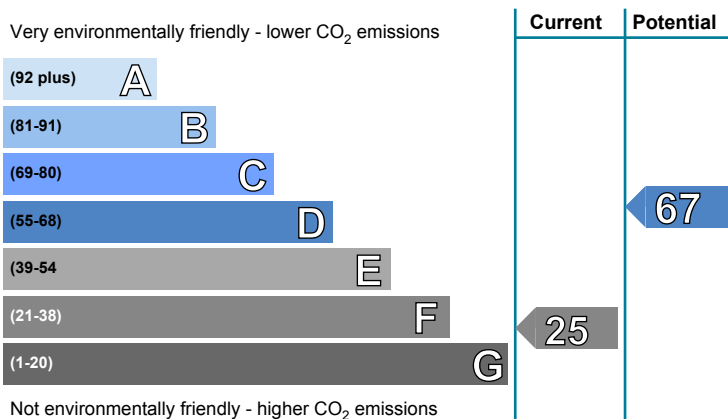 Current Potential
Very environmentally friendly - lower CO₂ emissions
(92 plus) A
(81-91) B
(69-80) C
(55-68) D
67
(39-54 E
(21-38) F
25
(1-20) G
Not environmentally friendly - higher CO₂ emissions